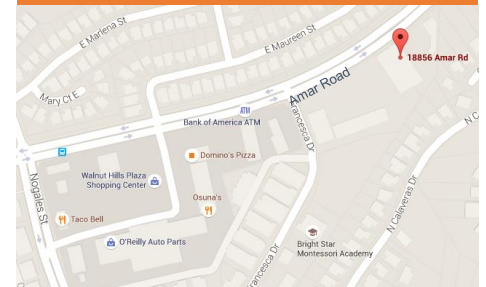 E Marlena St
E Maureen St
18856 Amar Rd
Mary Ct E
Amar Road
ATM
Bank of America ATM
Francesca Dr
N C
Domino's Pizza
Walnut Hills Plaza
Shopping Center
Nogales St
Osuna's
N Calaveras Dr
Taco Bell
O'Reilly Auto Parts
Bright Star
Montessori Academy
ancesca Dr